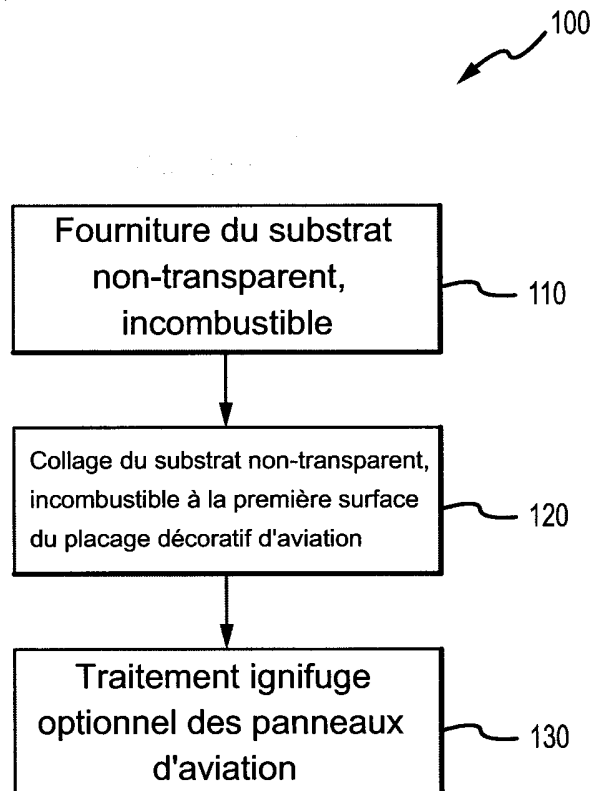 100
Fourniture du substrat
non-transparent,
incombustible
110
Collage du substrat non-transparent,
incombustible à la première surface
du placage décoratif d'aviation
120
Traitement ignifuge
optionnel des panneaux
d'aviation
130